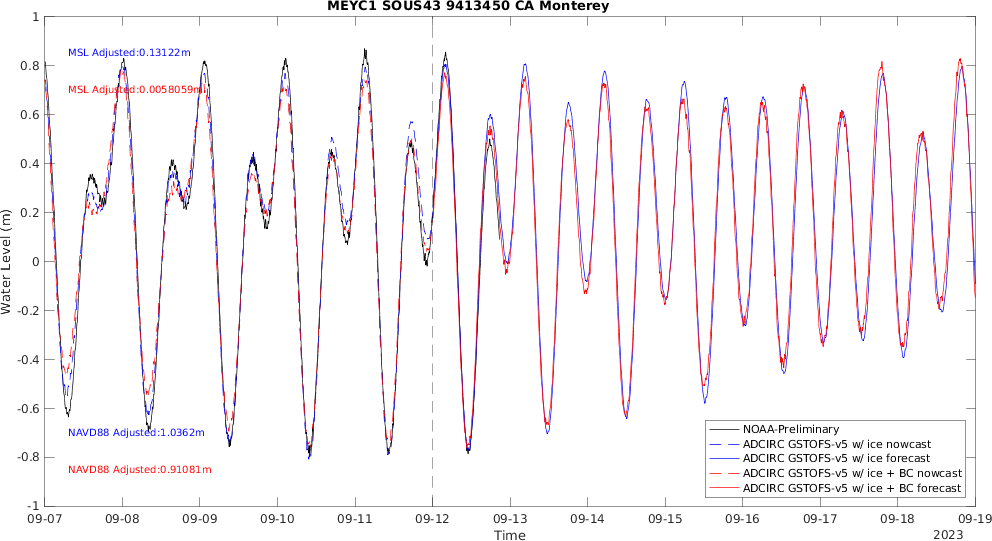 MEYC1 SOUS43 9413450 CA Monterey
1
0.8
0.6
0.4
0.2
0
-0.2
-0.4
-0.6
-0.8
-1
Water Level (m)
MSL Adjusted:0.13122m
MSL Adjusted:0.0058059m
NAVD88 Adjusted:1.0362m
NAVD88 Adjusted:0.91081m
NOAA-Preliminary
ADCIRC GSTOFS-v5 w/ ice nowcast
ADCIRC GSTOFS-v5 w/ ice forecast
ADCIRC GSTOFS-v5 w/ ice + BC nowcast
ADCIRC GSTOFS-v5 w/ ice + BC forecast
09-07 09-08 09-09 09-10 09-11 09-12 09-13 09-14 09-15 09-16 09-17 09-18 09-19
Time
2023